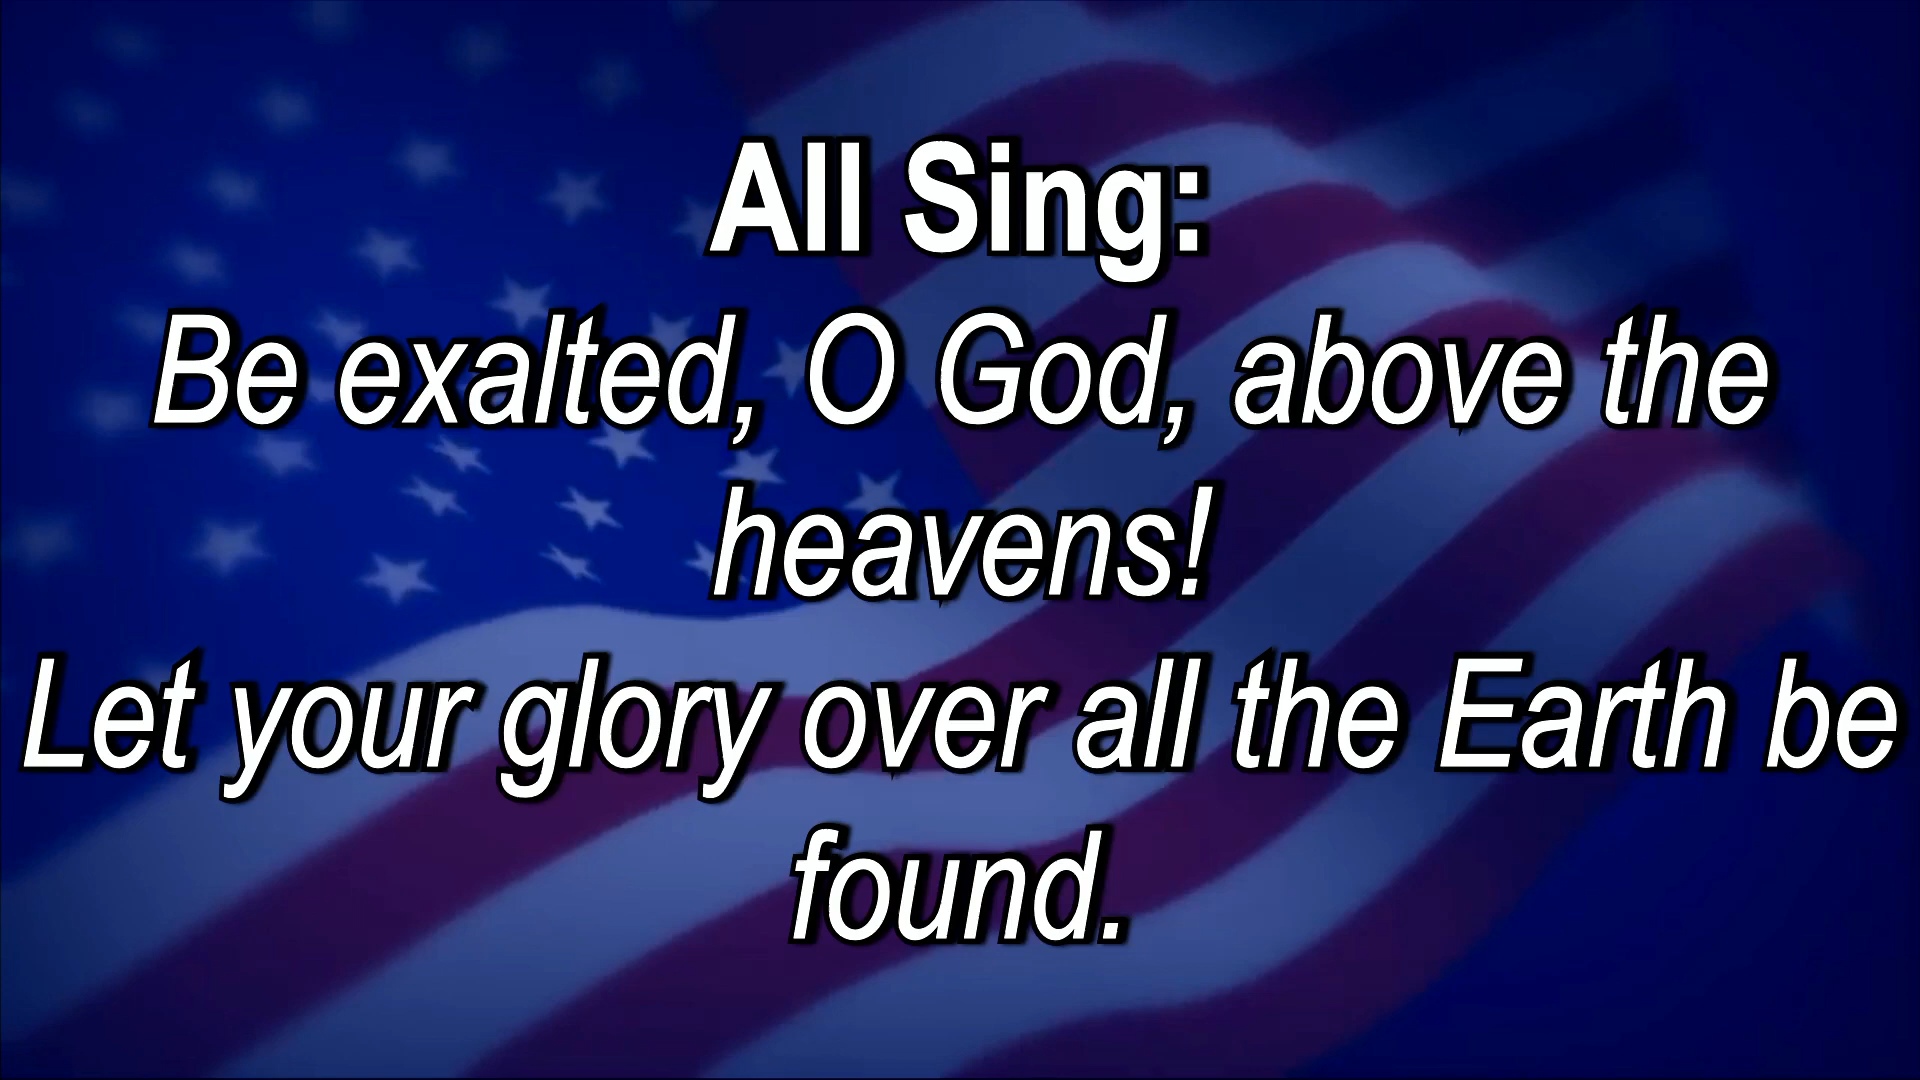 All Sing:
Be exalted, O God, above the
heavens!
Let your glory over all the Earth be
found.